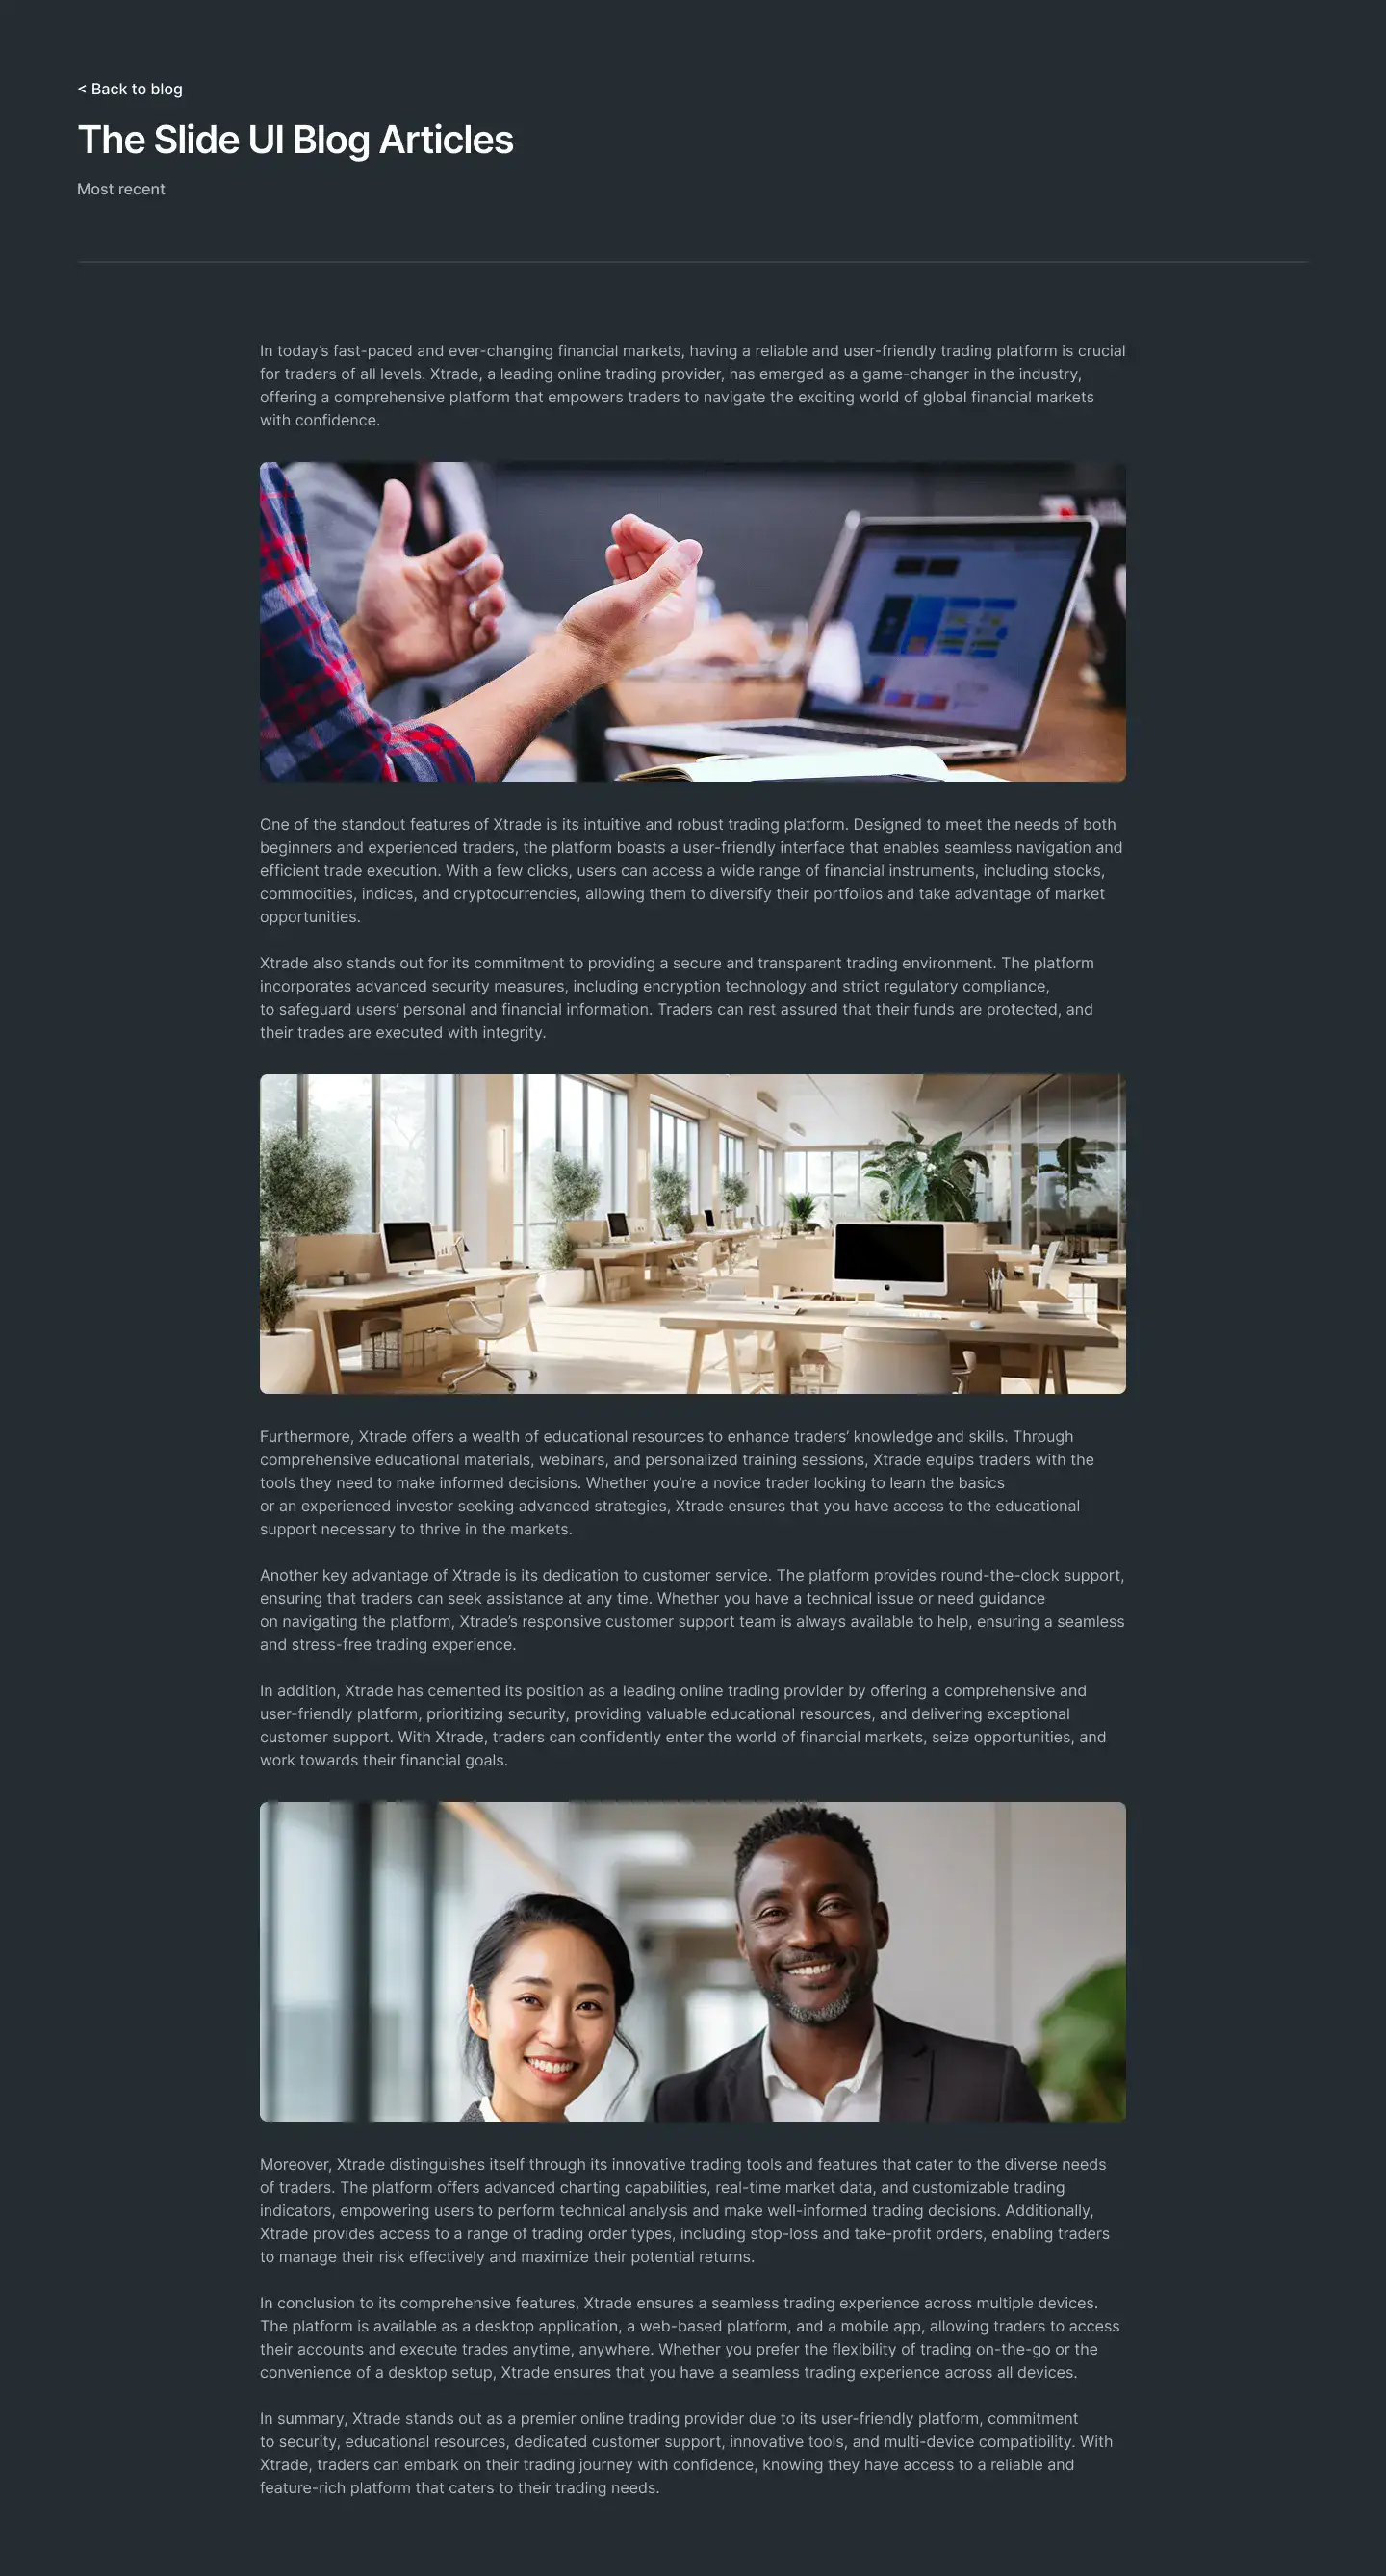 < Back to blog
The Slide UI Blog Articles
Most recent
In today’s fast-paced and ever-changing financial markets, having a reliable and user-friendly trading platform is crucial
for traders of all levels. Xtrade, a leading online trading provider, has emerged as a game-changer in the industry,
offering a comprehensive platform that empowers traders to navigate the exciting world of global financial markets
with confidence.
One of the standout features of Xtrade is its intuitive and robust trading platform. Designed to meet the needs of both
beginners and experienced traders, the platform boasts a user-friendly interface that enables seamless navigation and
efficient trade execution. With a few clicks, users can access a wide range of financial instruments, including stocks,
commodities, indices, and cryptocurrencies, allowing them to diversify their portfolios and take advantage of market
opportunities.
Xtrade also stands out for its commitment to providing a secure and transparent trading environment. The platform
incorporates advanced security measures, including encryption technology and strict regulatory compliance,
to safeguard users’ personal and financial information. Traders can rest assured that their funds are protected, and
their trades are executed with integrity.
Furthermore, Xtrade offers a wealth of educational resources to enhance traders’ knowledge and skills. Through
comprehensive educational materials, webinars, and personalized training sessions, Xtrade equips traders with the
tools they need to make informed decisions. Whether you’re a novice trader looking to learn the basics
or an experienced investor seeking advanced strategies, Xtrade ensures that you have access to the educational
support necessary to thrive in the markets.
Another key advantage of Xtrade is its dedication to customer service. The platform provides round-the-clock support,
ensuring that traders can seek assistance at any time. Whether you have a technical issue or need guidance
on navigating the platform, Xtrade’s responsive customer support team is always available to help, ensuring a seamless
and stress-free trading experience.
In addition, Xtrade has cemented its position as a leading online trading provider by offering a comprehensive and
user-friendly platform, prioritizing security, providing valuable educational resources, and delivering exceptional
customer support. With Xtrade, traders can confidently enter the world of financial markets, seize opportunities, and
work towards their financial goals.
Moreover, Xtrade distinguishes itself through its innovative trading tools and features that cater to the diverse needs
of traders. The platform offers advanced charting capabilities, real-time market data, and customizable trading
indicators, empowering users to perform technical analysis and make well-informed trading decisions. Additionally,
Xtrade provides access to a range of trading order types, including stop-loss and take-profit orders, enabling traders
to manage their risk effectively and maximize their potential returns.
In conclusion to its comprehensive features, Xtrade ensures a seamless trading experience across multiple devices.
The platform is available as a desktop application, a web-based platform, and a mobile app, allowing traders to access
their accounts and execute trades anytime, anywhere. Whether you prefer the flexibility of trading on-the-go or the
convenience of a desktop setup, Xtrade ensures that you have a seamless trading experience across all devices.
In summary, Xtrade stands out as a premier online trading provider due to its user-friendly platform, commitment
to security, educational resources, dedicated customer support, innovative tools, and multi-device compatibility. With
Xtrade, traders can embark on their trading journey with confidence, knowing they have access to a reliable and
feature-rich platform that caters to their trading needs.